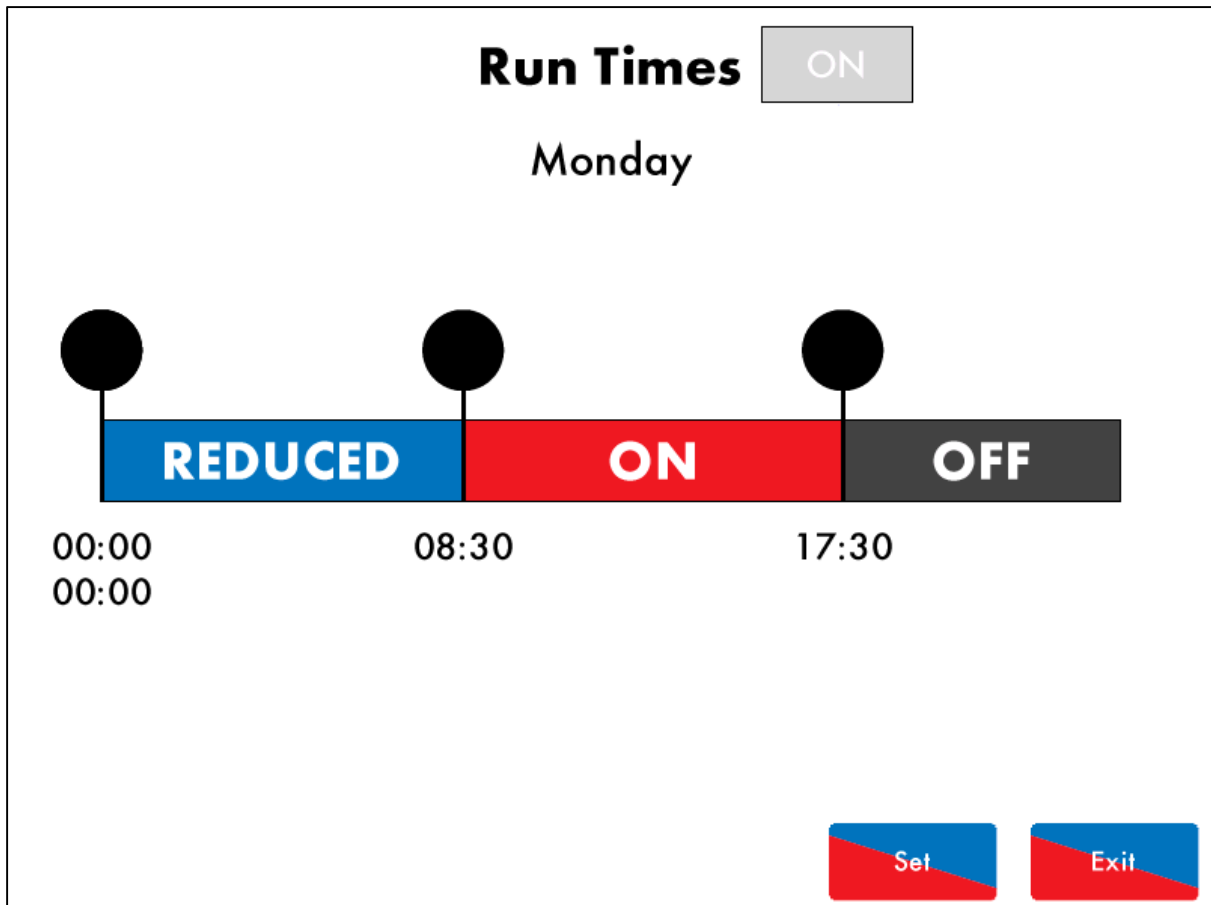 Run Times ON
Monday
REDUCED ON OFF
00:00 08:30 17:30
00:00
Set Exit